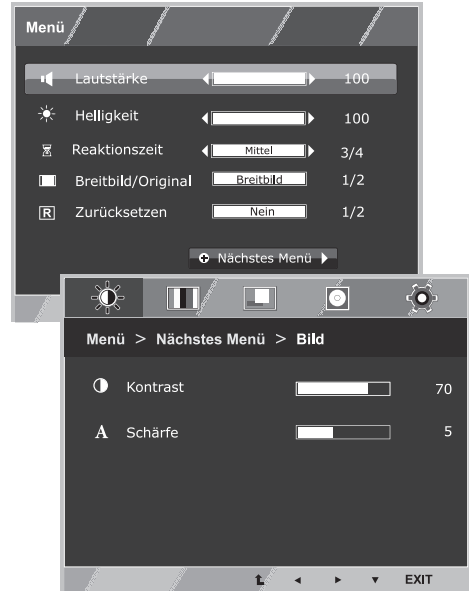 Menü
Lautstärke 100
Helligkeit 100
Reaktionszeit Mittel 3/4
Breitbild/Original Breitbild 1/2
R Zurücksetzen Nein 1/2
Nächstes Menü
Menü > Nächstes Menü > Bild
Kontrast 70
A Schärfe 5
EXIT